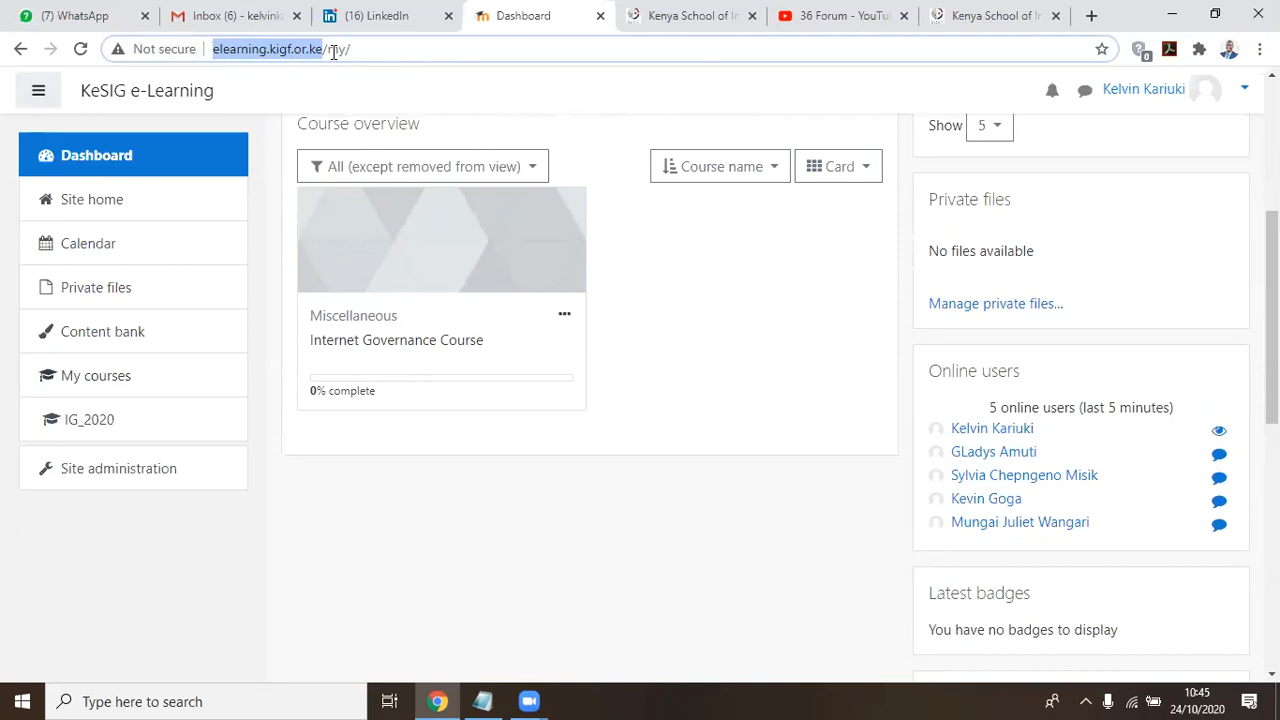 (7) WhatsApp
Inbox (6) - kelvink
(16) LinkedIn
Dashboard
Kenya School of In
36 Forum - YouTu
Kenya School of In
Not secure
elearning.kigf.or.ke/my/
0
KeSIG e-Learning
Kelvin Kariuki
Dashboard
Site home
Calendar
Private files
Content bank
My courses
IG_2020
Site administration
Course overview
All (except removed from view)
Course name
Card
Miscellaneous
Internet Governance Course
0% complete
Show 5
Private files
No files available
Manage private files...
Online users
5 online users (last 5 minutes)
Kelvin Kariuki
GLadys Amuti
Sylvia Chepngeno Misik
Kevin Goga
Mungai Juliet Wangari
Latest badges
You have no badges to display
Type here to search
10:45
24/10/2020